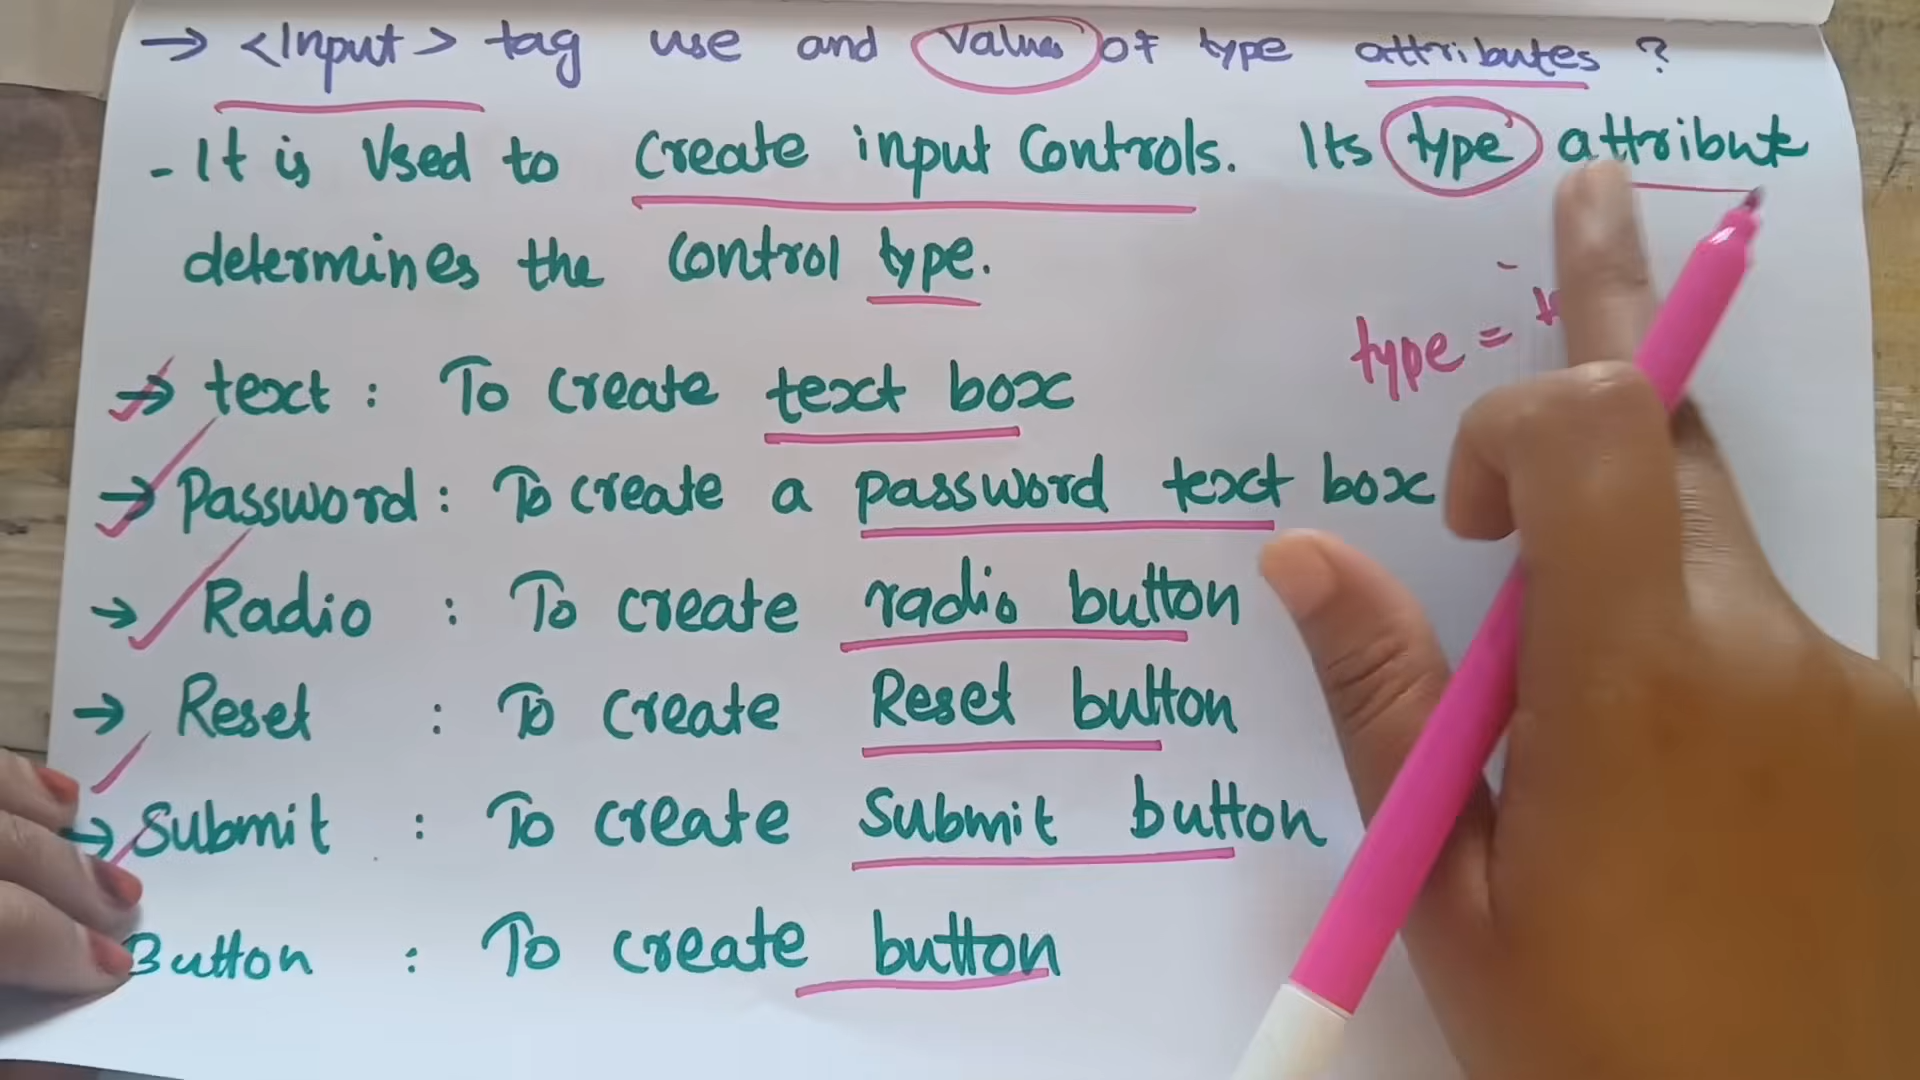 → <Input> tag use and values of type attributes ?
- It is Used to create input Controls. Its type attribute
determines the control type.
type =
→ text : To create text box
→ Password : To create a password text box
→ Radio : To create radio button
→ Reset : To create Reset button
→ Submit : To create Submit button
Button : To create button